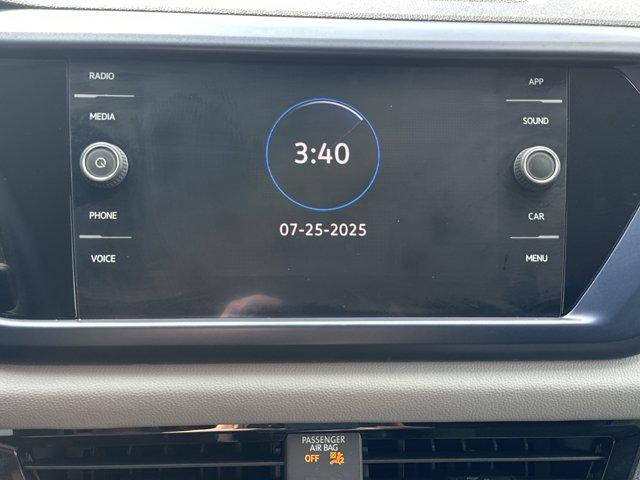 RADIO
MEDIA
PHONE
VOICE
3:40
07-25-2025
APP
SOUND
CAR
MENU
PASSENGER
AIR BAG
OFF